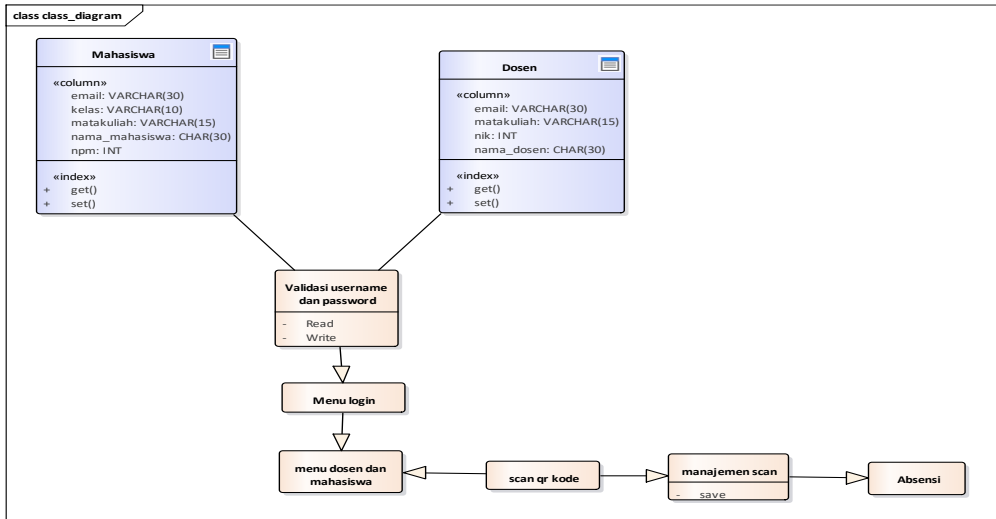 class class_diagram
Mahasiswa
«column»
email: VARCHAR(30)
kelas: VARCHAR(10)
matakuliah: VARCHAR(15)
nama_mahasiswa: CHAR(30)
npm: INT
«index»
+ get()
+ set()
Dosen
«column»
email: VARCHAR(30)
matakuliah: VARCHAR(15)
nik: INT
nama_dosen: CHAR(30)
«index»
+ get()
+ set()
Validasi username
dan password
- Read
- Write
Menu login
menu dosen dan
mahasiswa
scan qr kode
manajemen scan
- save
Absensi